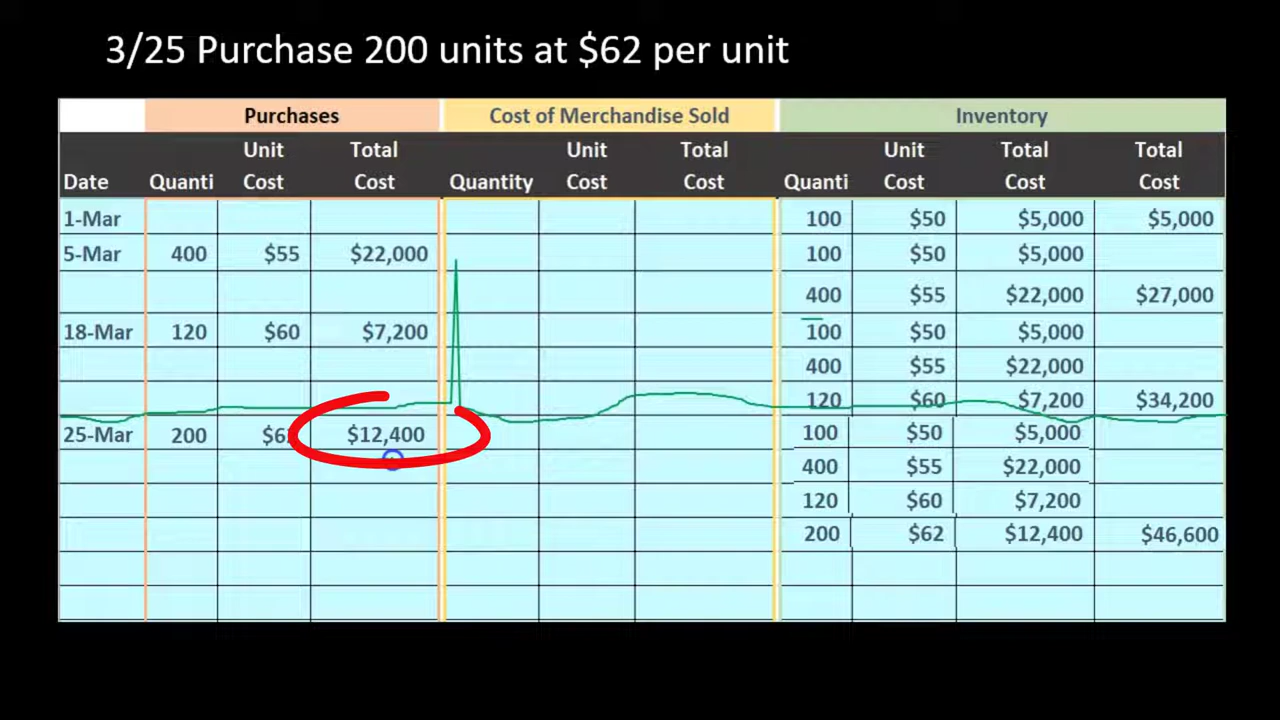 3/25 Purchase 200 units at $62 per unit
Purchases Cost of Merchandise Sold Inventory
Unit Total Unit Total Unit Total Total
Date Quanti Cost Cost Quantity Cost Cost Quanti Cost Cost Cost
1-Mar 100 $50 $5,000 $5,000
5-Mar 400 $55 $22,000 100 $50 $5,000
400 $55 $22,000 $27,000
18-Mar 120 $60 $7,200 100 $50 $5,000
400 $55 $22,000
120 $60 $7,200 $34,200
25-Mar 200 $62 $12,400 100 $50 $5,000
400 $55 $22,000
120 $60 $7,200
200 $62 $12,400 $46,600